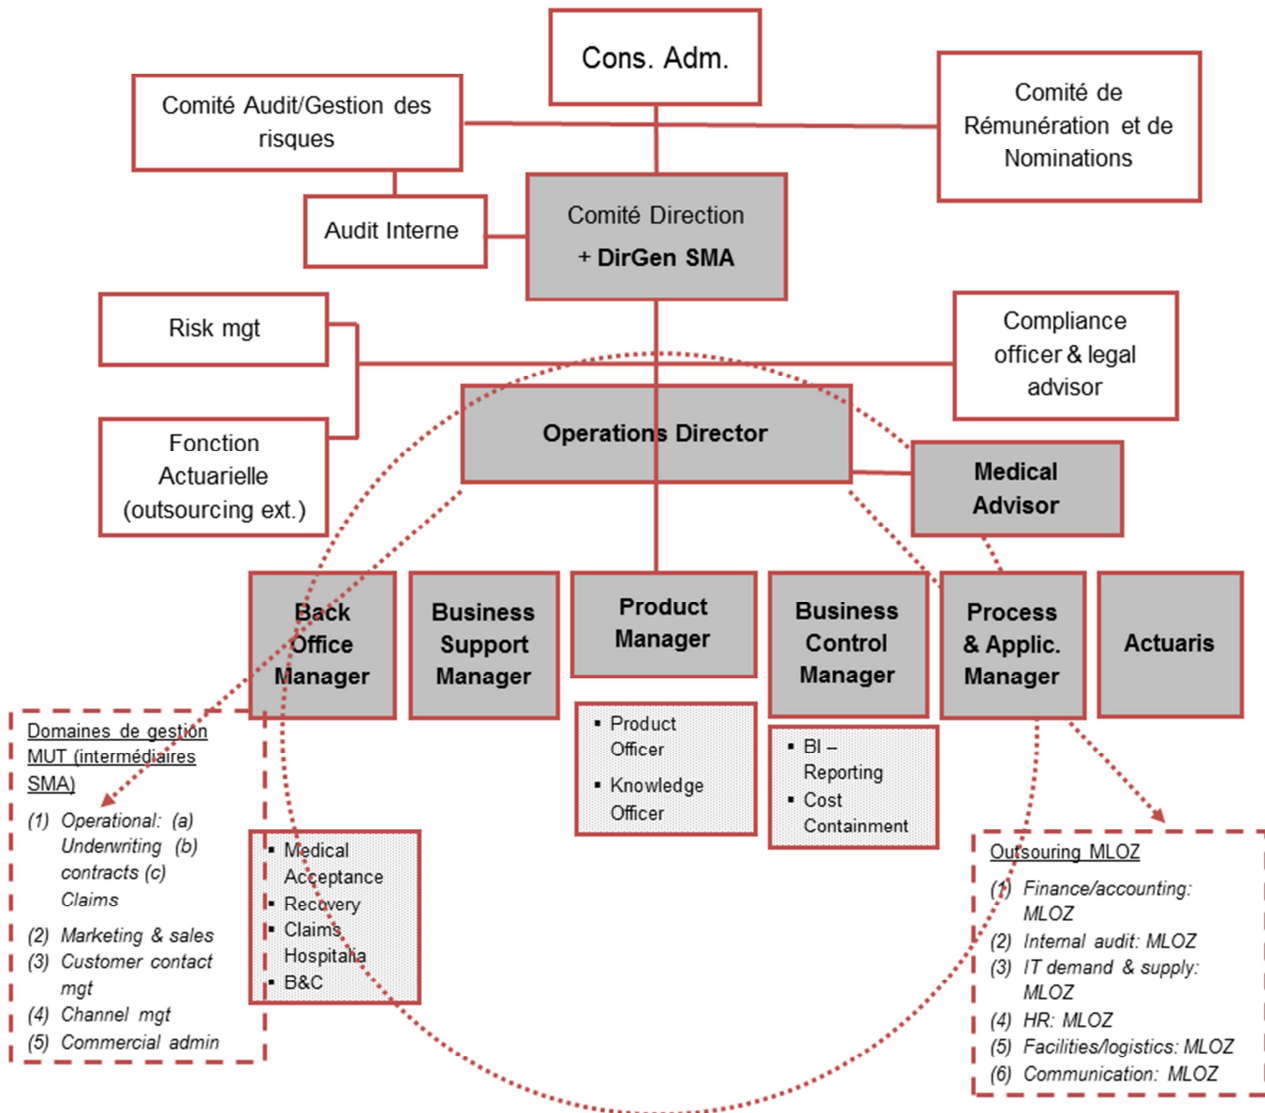 Cons. Adm.
Comité Audit/Gestion des
risques
Comité de
Rémunération et de
Nominations
Audit Interne
Comité Direction
+ DirGen SMA
Risk mgt
Compliance
officer & legal
advisor
Fonction
Actuarielle
(outsourcing ext.)
Operations Director
Medical
Advisor
Back
Office
Manager
Business
Support
Manager
Product
Manager
Business
Control
Manager
Process
& Applic.
Manager
Actuaris
Domaines de gestion
MUT (intermédiaires
SMA)
(1) Operational: (a)
Underwriting (b)
contracts (c)
Claims
(2) Marketing & sales
(3) Customer contact
mgt
(4) Channel mgt
(5) Commercial admin
▪ Medical
Acceptance
▪ Recovery
▪ Claims
Hospitalia
▪ B&C
▪ Product
Officer
▪ Knowledge
Officer
▪ BI –
Reporting
▪ Cost
Containment
Outsouring MLOZ
(1) Finance/accounting:
MLOZ
(2) Internal audit: MLOZ
(3) IT demand & supply:
MLOZ
(4) HR: MLOZ
(5) Facilities/logistics: MLOZ
(6) Communication: MLOZ